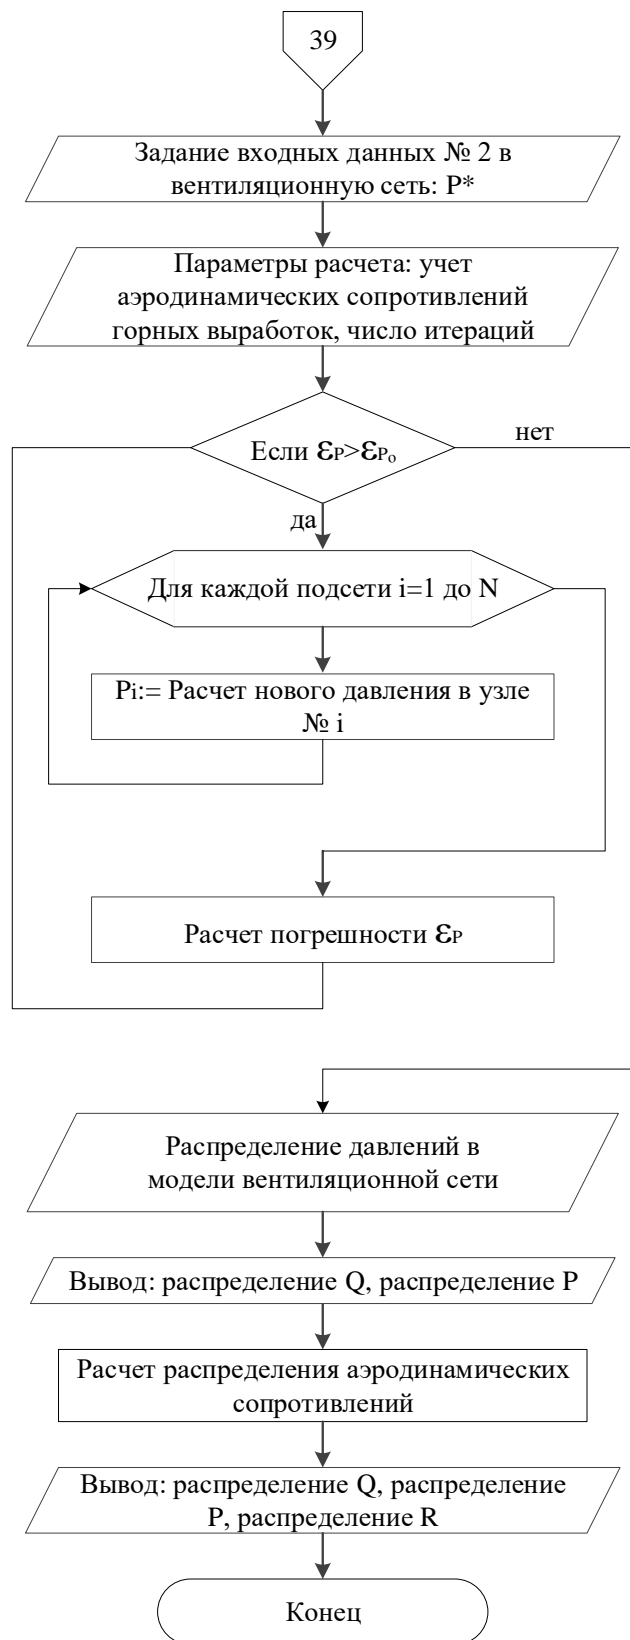 39
Задание входных данных № 2 в
вентиляционную сеть: P*
Параметры расчета: учет
аэродинамических сопротивлений
горных выработок, число итераций
Если εP>εPo
нет
да
Для каждой подсети i=1 до N
Pi:= Расчет нового давления в узле
№ i
Расчет погрешности εP
Распределение давлений в
модели вентиляционной сети
Вывод: распределение Q, распределение P
Расчет распределения аэродинамических
сопротивлений
Вывод: распределение Q, распределение
P, распределение R
Конец